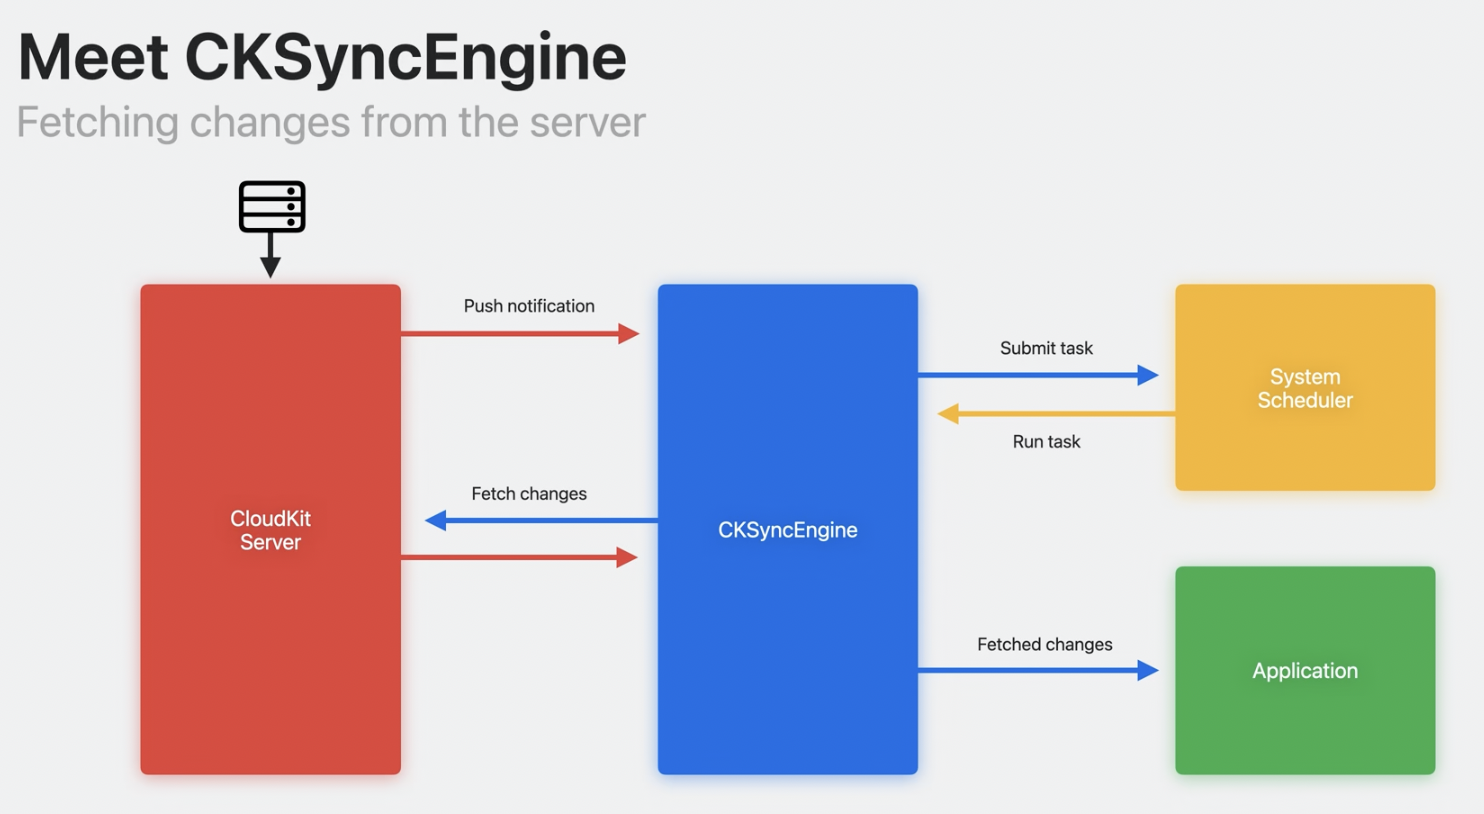 Meet CKSyncEngine
Fetching changes from the server
Push notification
Submit task
System
Scheduler
Run task
Fetch changes
CloudKit
Server
CKSyncEngine
Fetched changes
Application